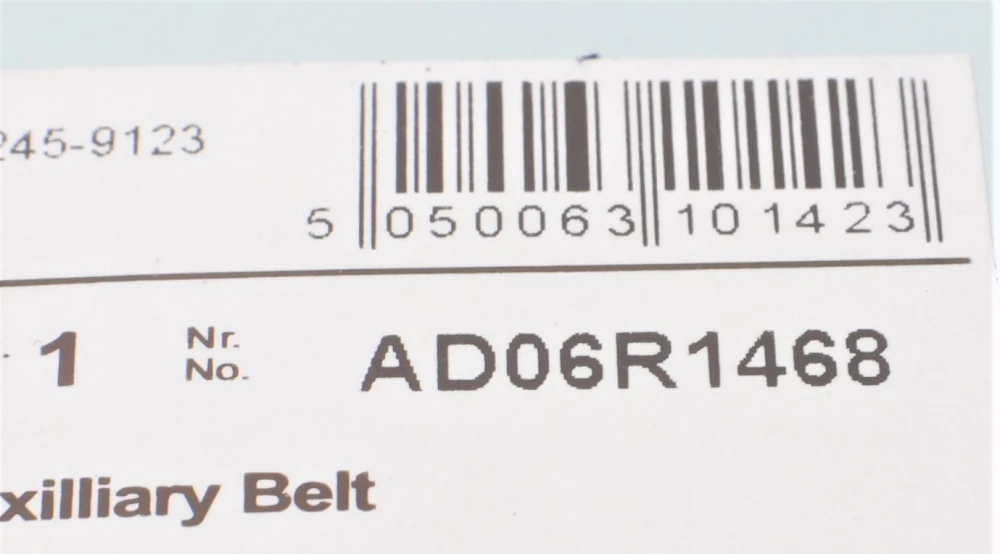 245-9123
5 050063 101423
1 Nr. No. AD06R1468
xilliary Belt